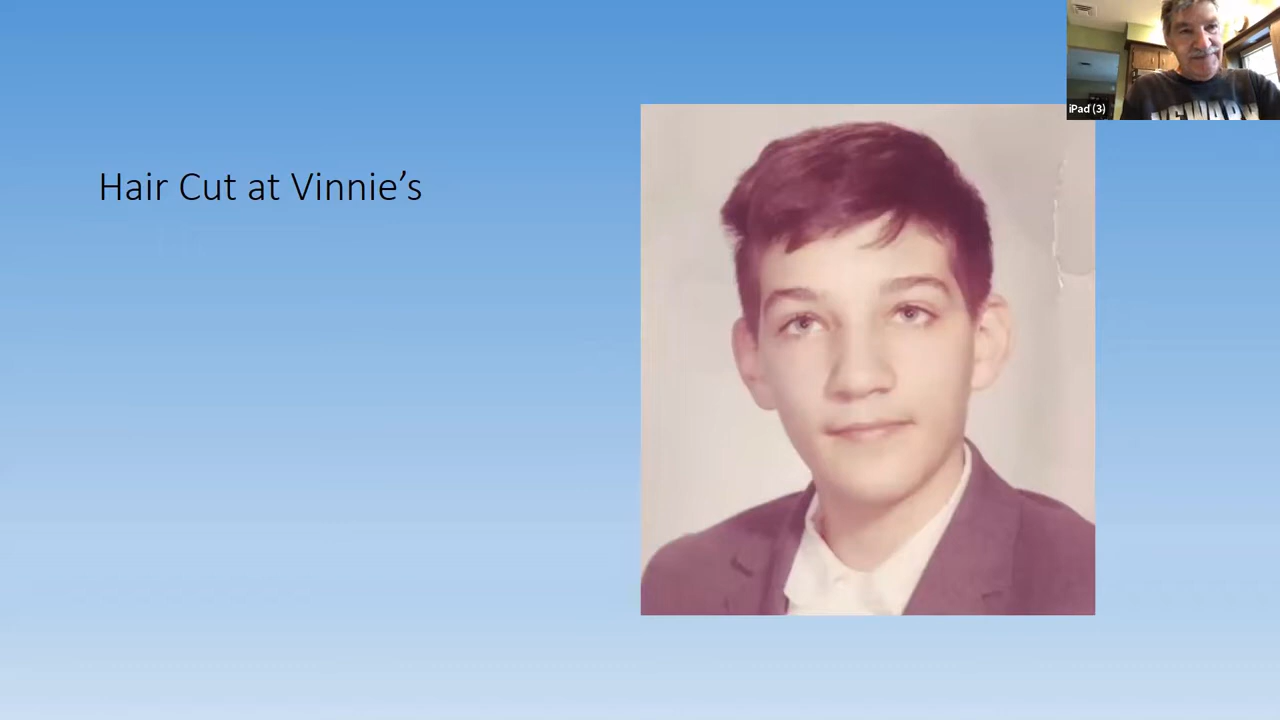 Hair Cut at Vinnie’s
iPad (3)